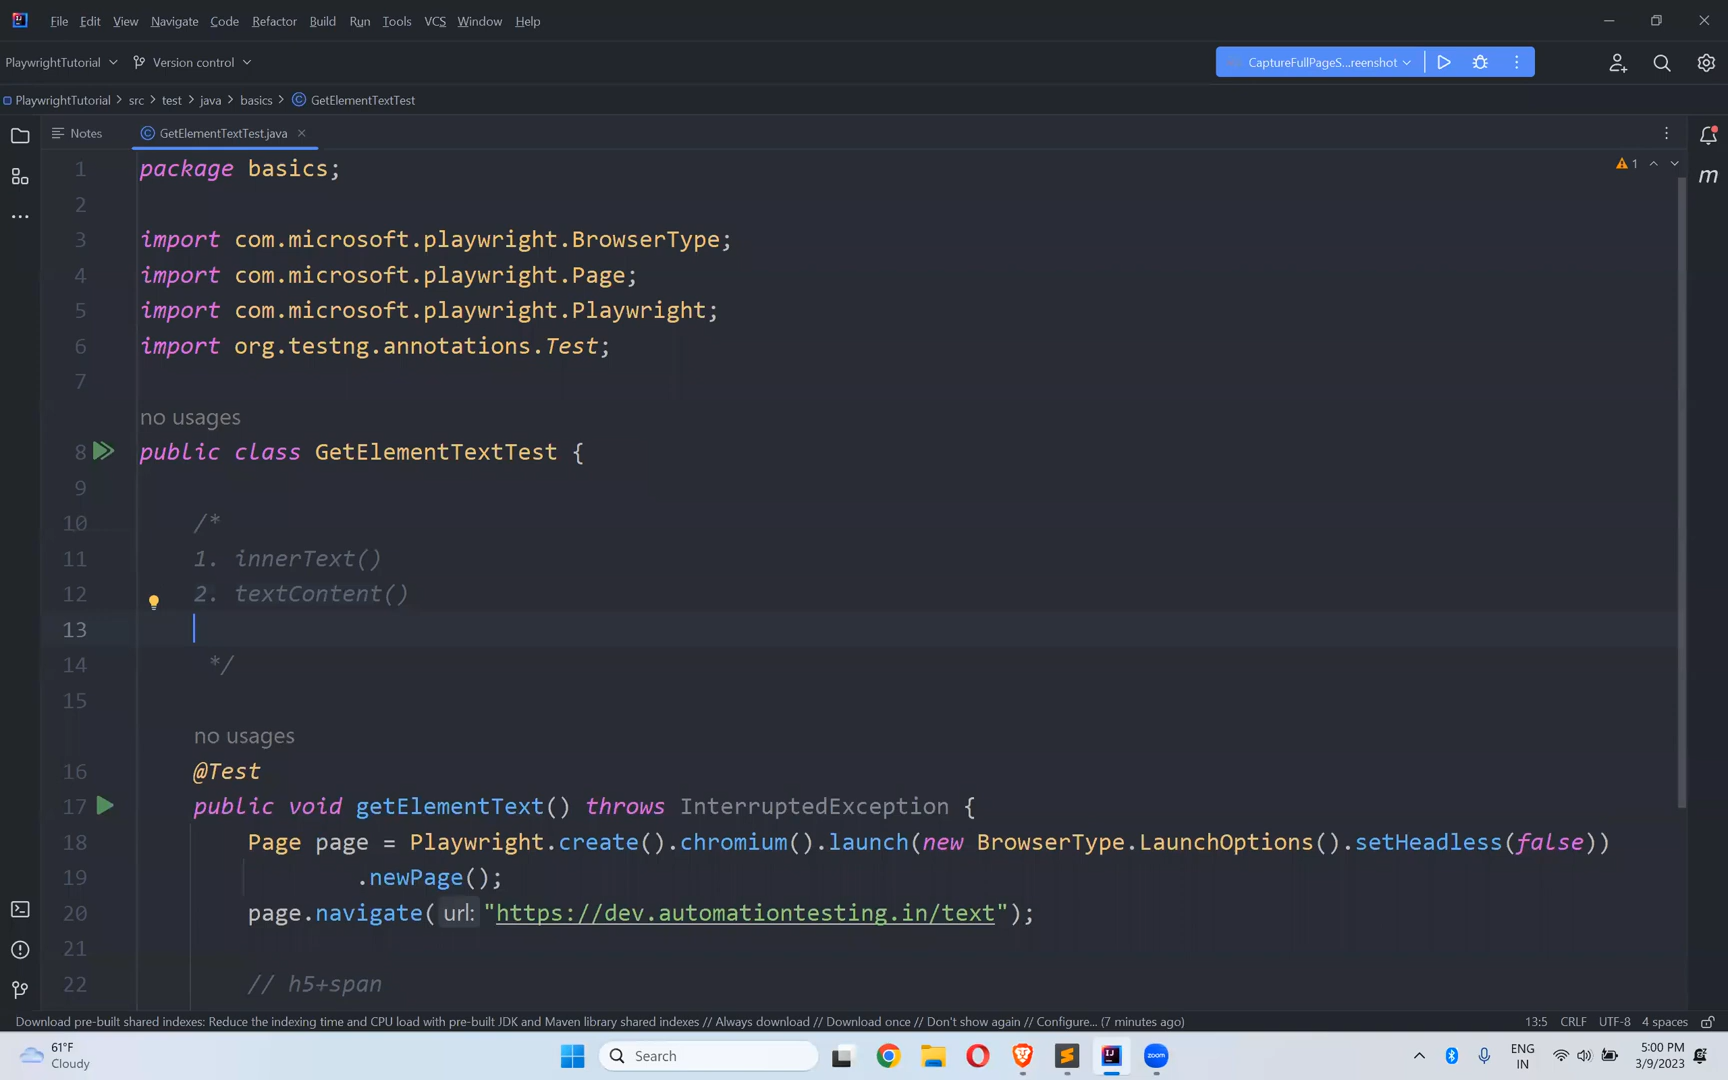 File Edit View Navigate Code Refactor Build Run Tools VCS Window Help
PlaywrightTutorial Version control CaptureFullPageS...reenshot
PlaywrightTutorial src test java basics GetElementTextTest
Notes GetElementTextTest.java
1
1 package basics;
2
3 import com.microsoft.playwright.BrowserType;
4 import com.microsoft.playwright.Page;
5 import com.microsoft.playwright.Playwright;
6 import org.testng.annotations.Test;
7
no usages
8 public class GetElementTextTest {
9
10 /*
11 1. innerText()
12 2. textContent()
13
14 */
15
no usages
16 @Test
17 public void getElementText() throws InterruptedException {
18 Page page = Playwright.create().chromium().launch(new BrowserType.LaunchOptions().setHeadless(false))
19 .newPage();
20 page.navigate( url: "https://dev.automationtesting.in/text");
21
22 // h5+span
Download pre-built shared indexes: Reduce the indexing time and CPU load with pre-built JDK and Maven library shared indexes // Always download // Download once // Don't show again // Configure... (7 minutes ago) 13:5 CRLF UTF-8 4 spaces
61°F
Cloudy
Search
zoom
ENG
IN
5:00 PM
3/9/2023